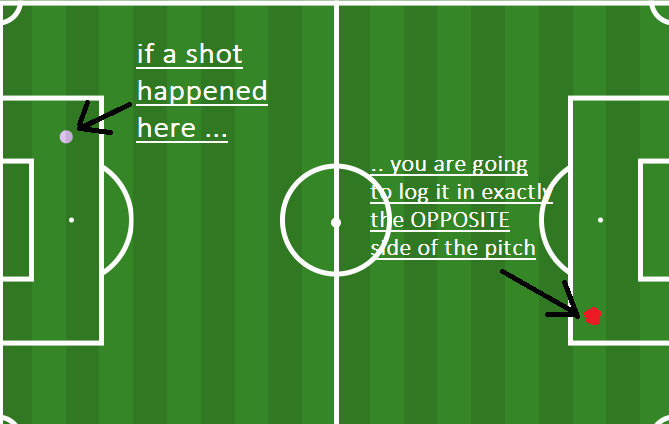 if a shot
happened
here ...
.. you are going
to log it in exactly
the OPPOSITE
side of the pitch